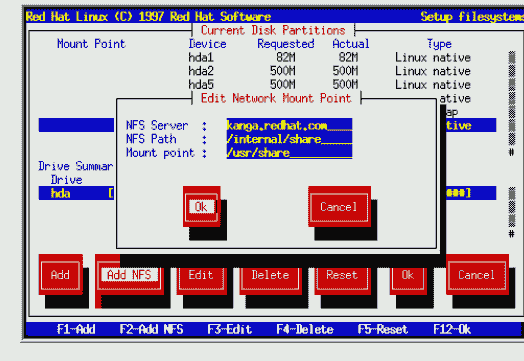 Red Hat Linux (C) 1997 Red Hat Software Setup filesystems
Current Disk Partitions
Mount Point Device Requested Actual Type
hda1 82M 82M Linux native
hda2 500M 500M Linux native
hda5 500M 500M Linux native
Edit Network Mount Point
ative
ap
tive
NFS Server : kanga.redhat.com
NFS Path : /internal/share
Mount point : /usr/share
Drive Summar
Drive
hda [ ###]
#
Ok Cancel
#
Add Add NFS Edit Delete Reset Ok Cancel
F1-Add F2-Add NFS F3-Edit F4-Delete F5-Reset F12-Ok